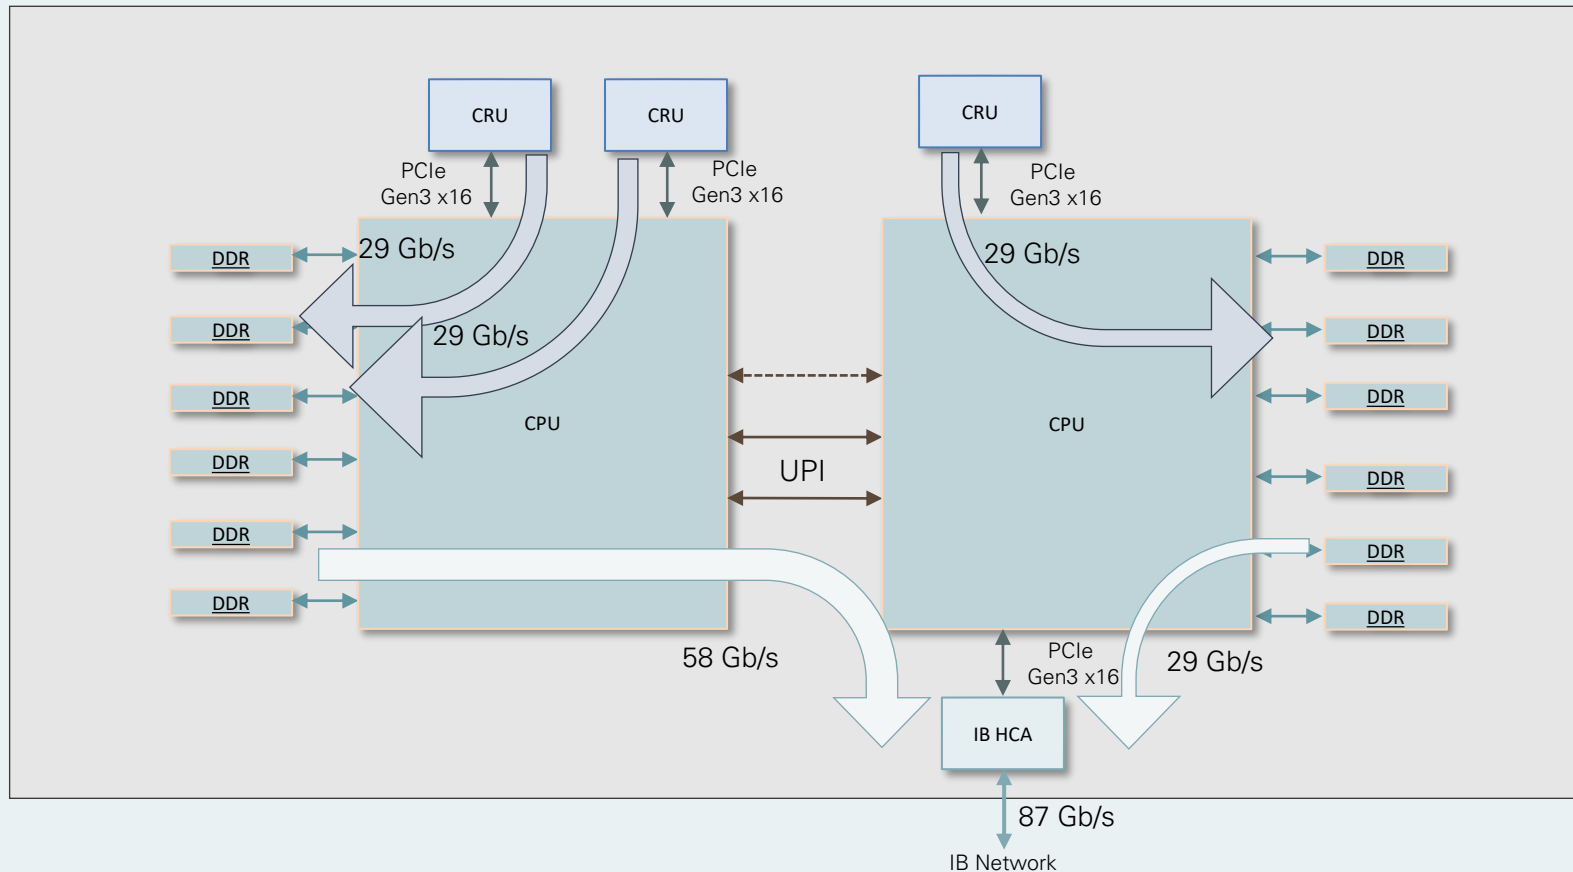 CRU
CRU
CRU
PCIe
Gen3 x16
PCIe
Gen3 x16
PCIe
Gen3 x16
29 Gb/s
29 Gb/s
29 Gb/s
DDR
DDR
DDR
DDR
DDR
DDR
CPU
UPI
CPU
DDR
DDR
DDR
DDR
DDR
DDR
58 Gb/s
PCIe
Gen3 x16
29 Gb/s
IB HCA
87 Gb/s
IB Network